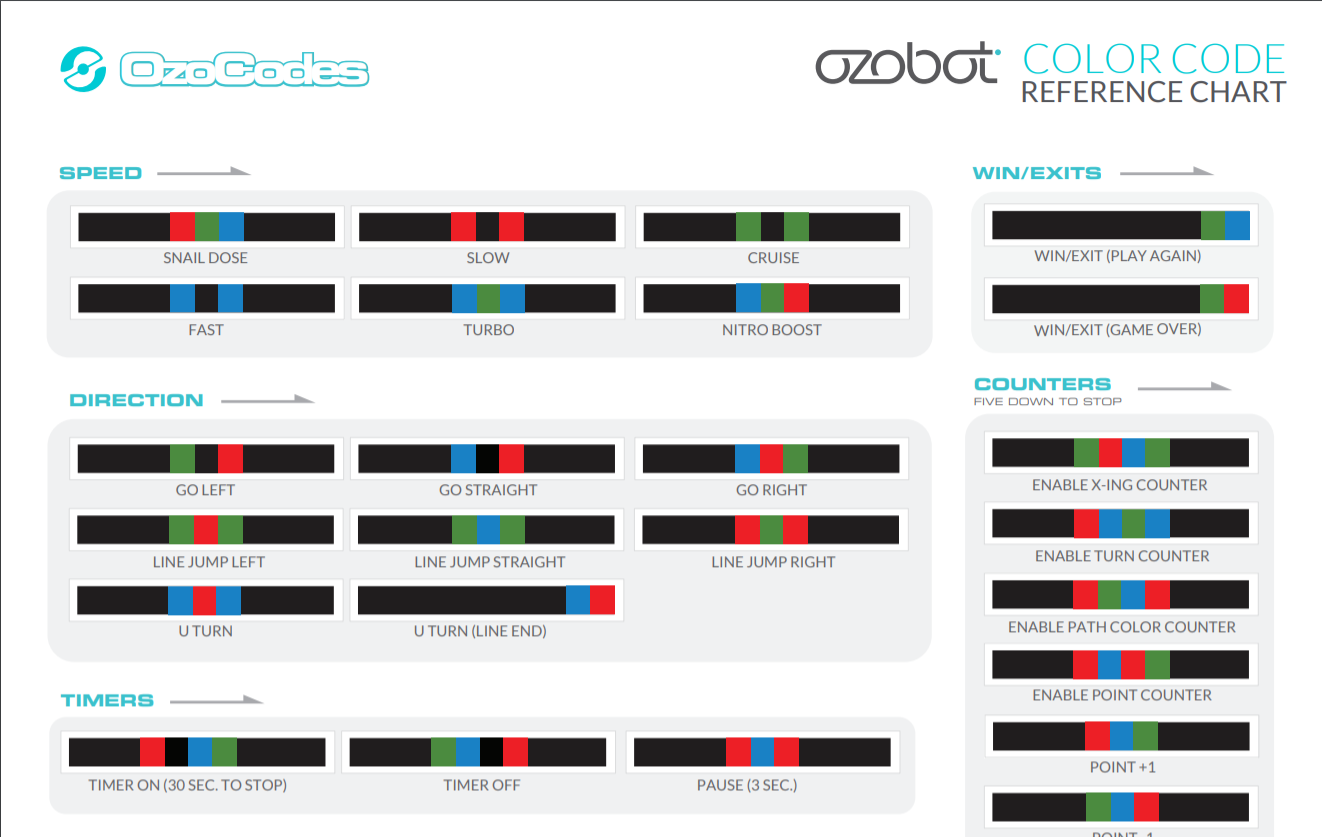 OzoCodes
ozobot
COLOR CODE
REFERENCE CHART
SPEED
SNAIL DOSE
SLOW
CRUISE
FAST
TURBO
NITRO BOOST
DIRECTION
GO LEFT
GO STRAIGHT
GO RIGHT
LINE JUMP LEFT
LINE JUMP STRAIGHT
LINE JUMP RIGHT
U TURN
U TURN (LINE END)
TIMERS
TIMER ON (30 SEC. TO STOP)
TIMER OFF
PAUSE (3 SEC.)
WIN/EXITS
WIN/EXIT (PLAY AGAIN)
WIN/EXIT (GAME OVER)
COUNTERS
FIVE DOWN TO STOP
ENABLE X-ING COUNTER
ENABLE TURN COUNTER
ENABLE PATH COLOR COUNTER
ENABLE POINT COUNTER
POINT +1
POINT -1